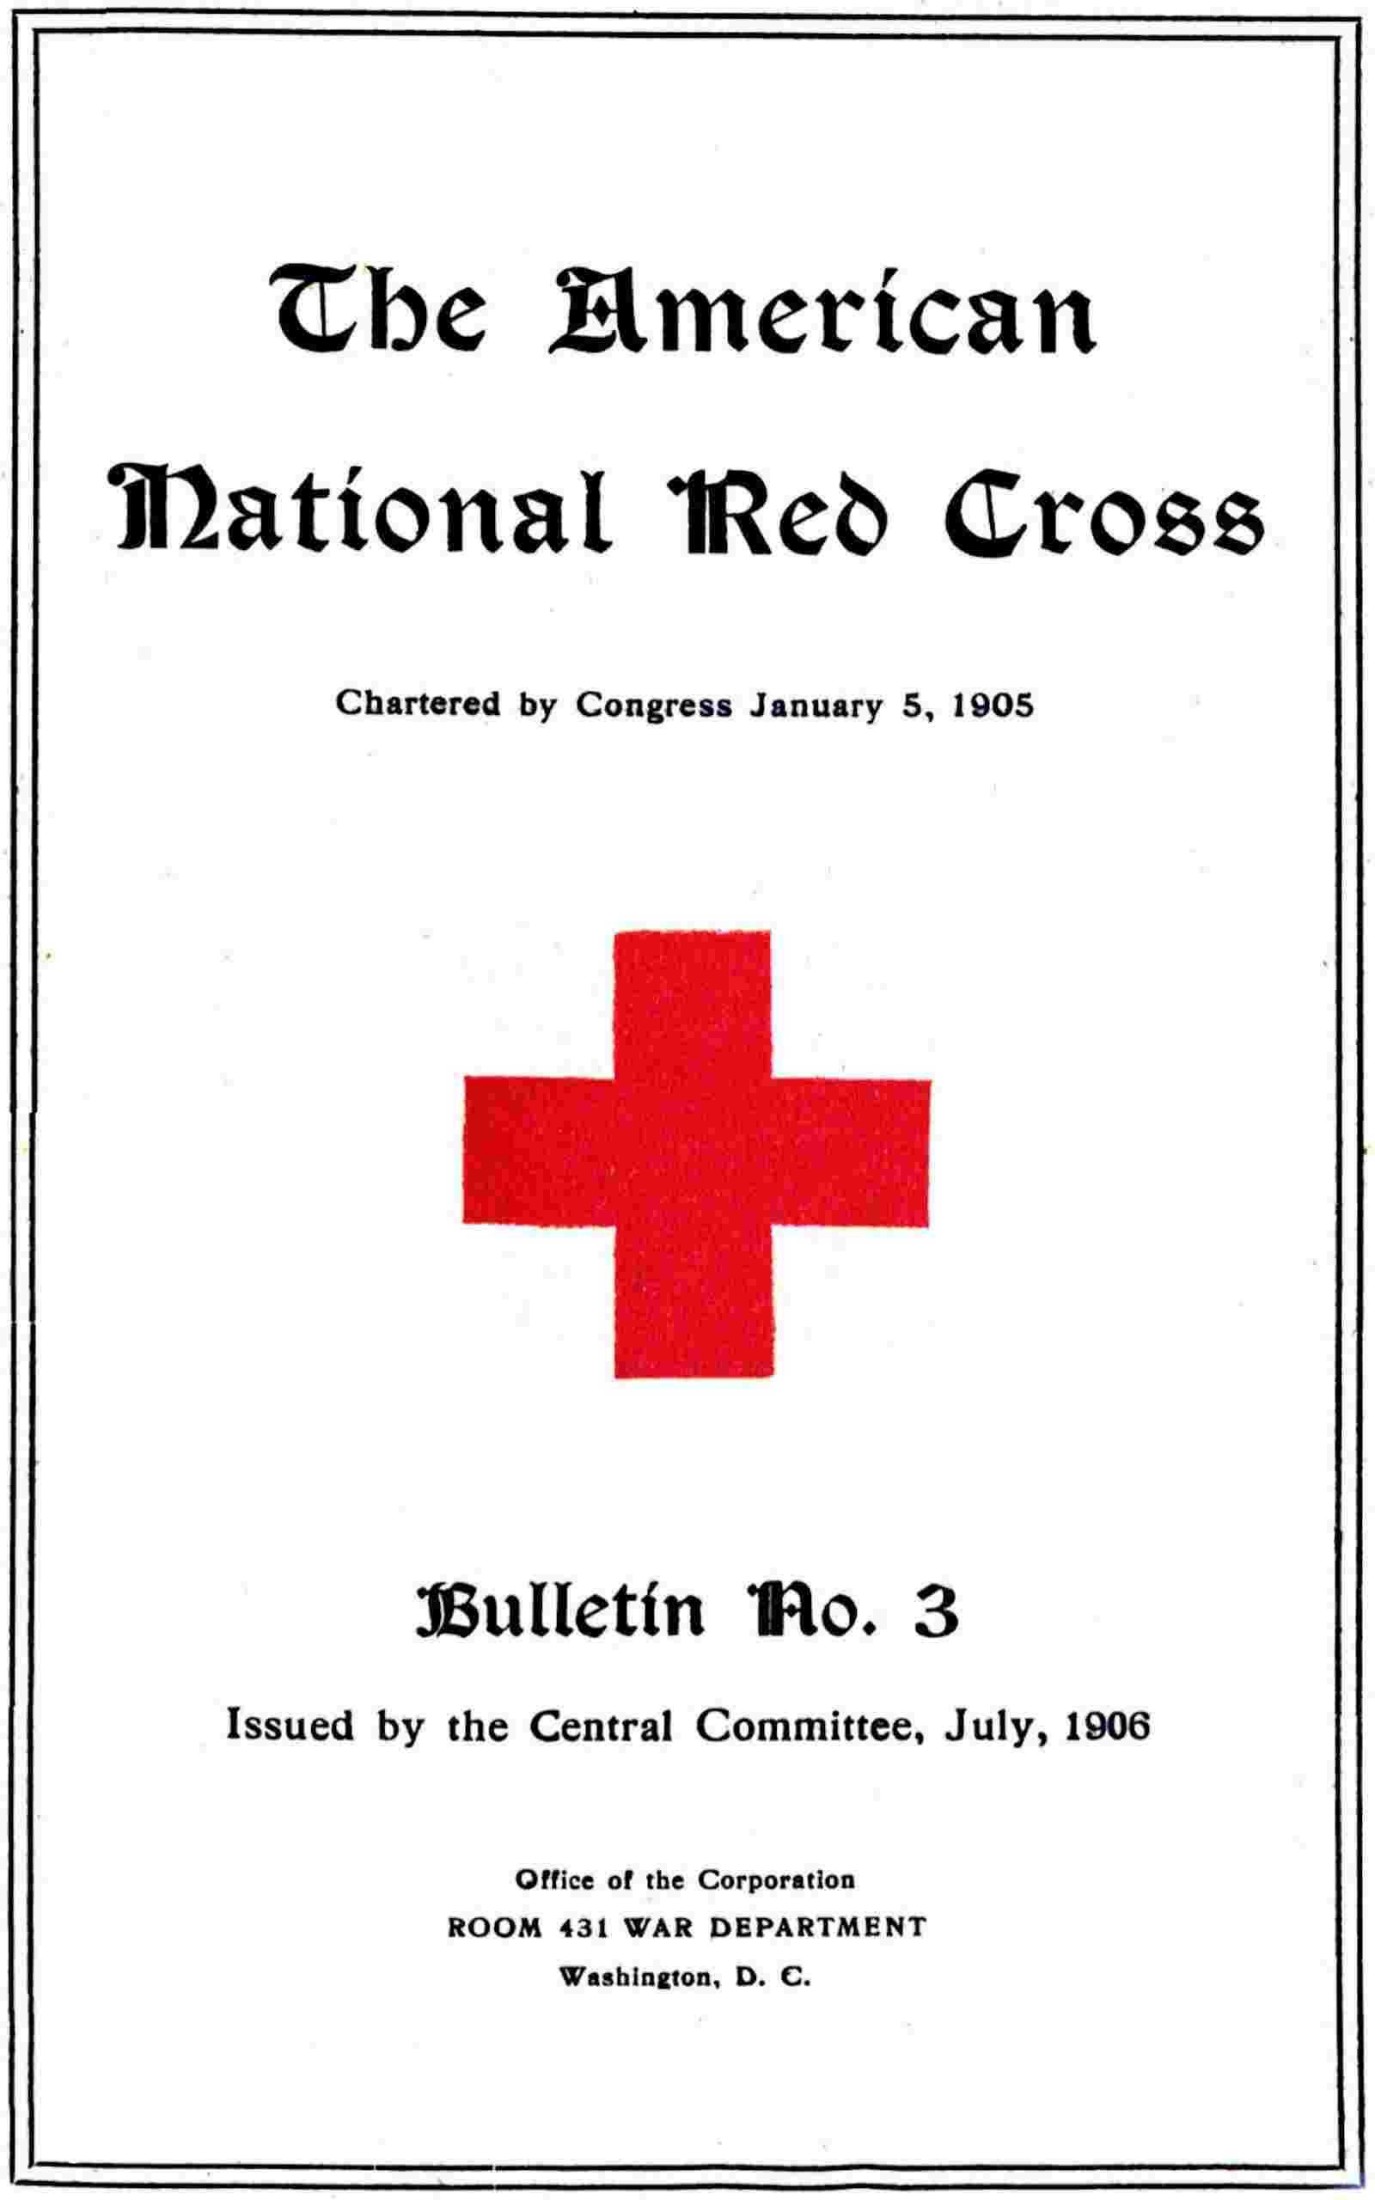 The American
National Red Cross
Chartered by Congress January 5, 1905
Bulletin No. 3
Issued by the Central Committee, July, 1906
Office of the Corporation
ROOM 431 WAR DEPARTMENT
Washington, D. C.